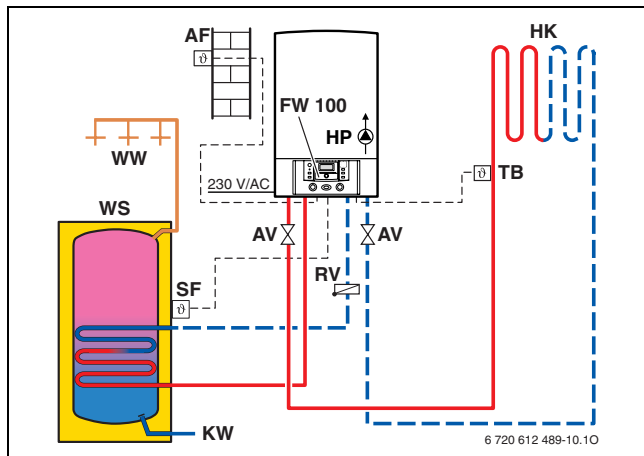 AF
HK
FW 100
HP
WW
230 V/AC
TB
WS
AV
AV
RV
SF
KW
6 720 612 489-10.1O